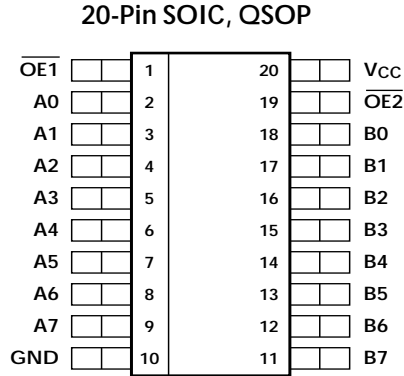 20-Pin SOIC, QSOP
OE1 1 20 VCC
A0 2 19 OE2
A1 3 18 B0
A2 4 17 B1
A3 5 16 B2
A4 6 15 B3
A5 7 14 B4
A6 8 13 B5
A7 9 12 B6
GND 10 11 B7